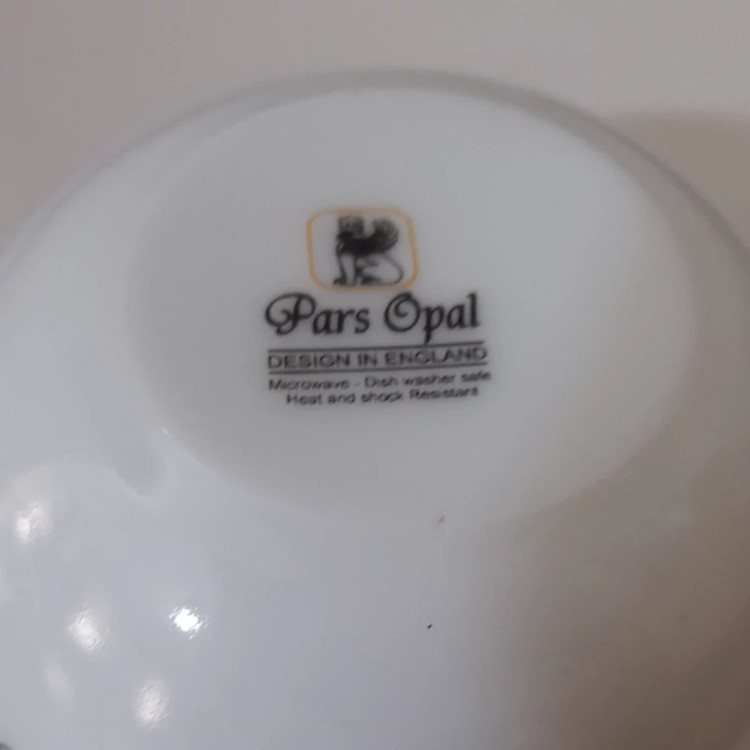 Pars Opal
DESIGN IN ENGLAND
Microwave - Dish washer safe
Heat and shock Resistant